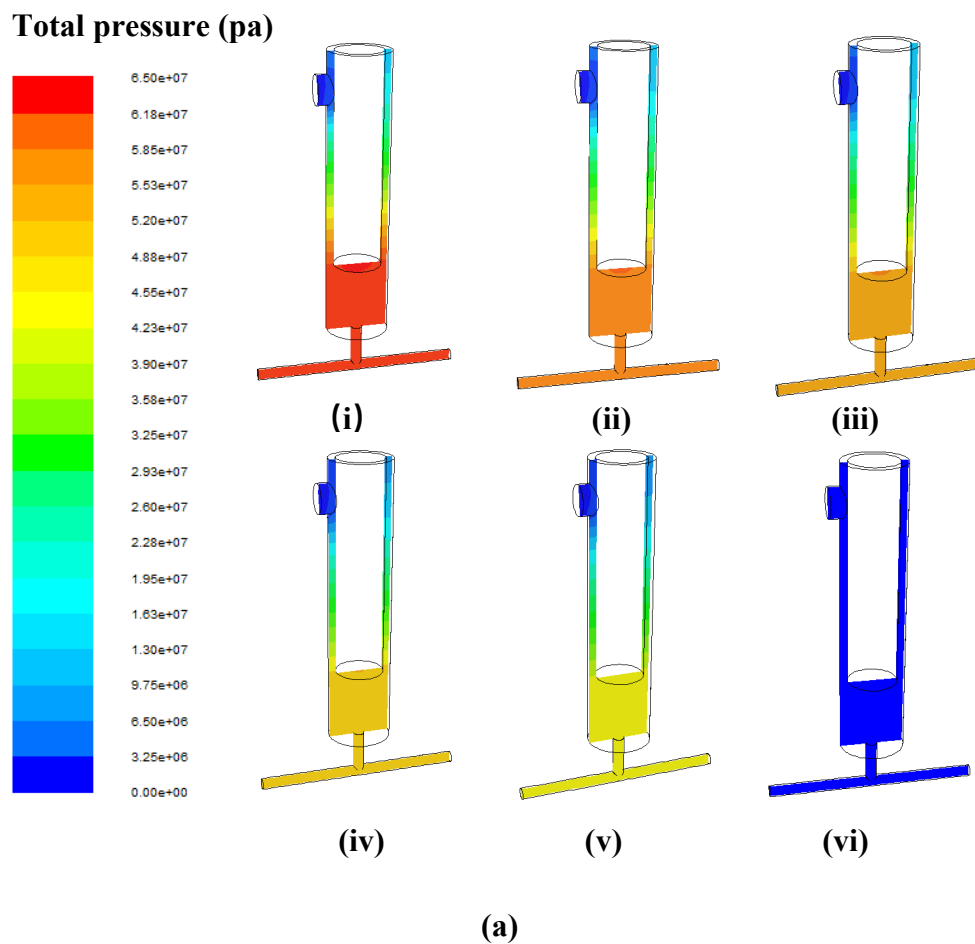 Total pressure (pa)
6.50e+07
6.18e+07
5.85e+07
5.53e+07
5.20e+07
4.88e+07
4.55e+07
4.23e+07
3.90e+07
3.58e+07
3.25e+07
2.93e+07
2.60e+07
2.28e+07
1.95e+07
1.63e+07
1.30e+07
9.75e+06
6.50e+06
3.25e+06
0.00e+00
(i)
(ii)
(iii)
(iv)
(v)
(vi)
(a)